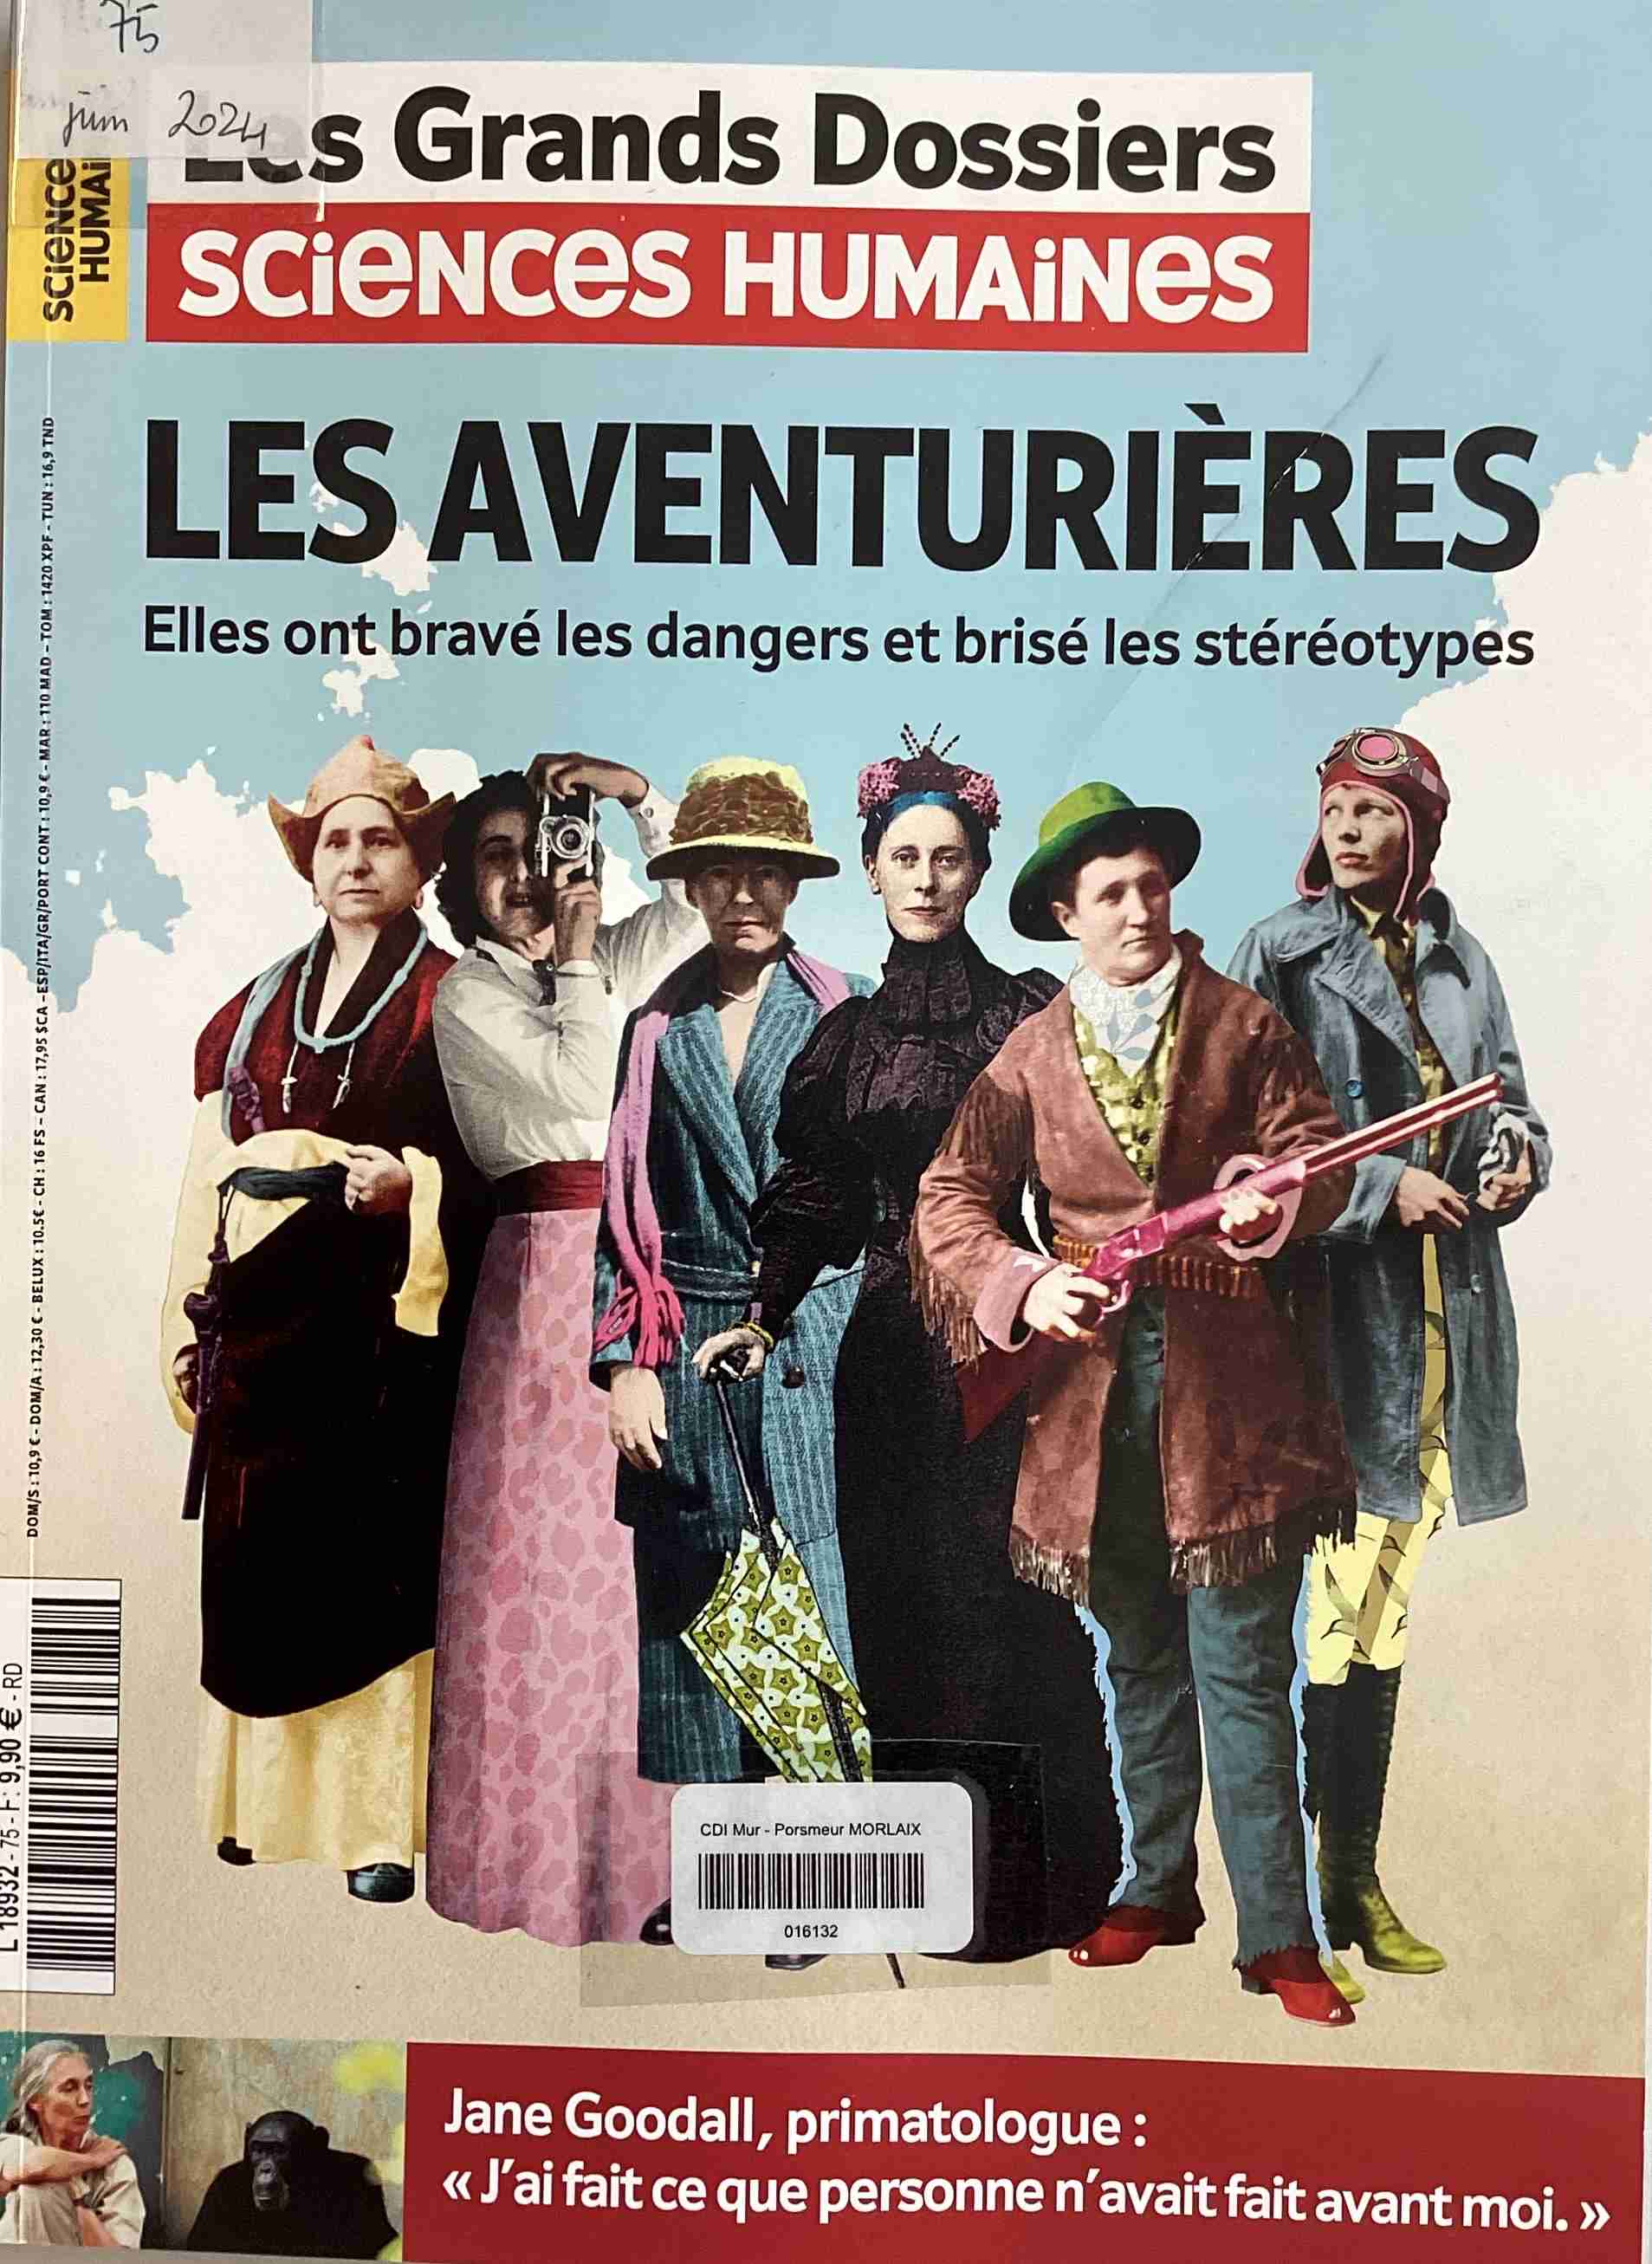 75
juin 2024
Les Grands Dossiers
SCIENCES HUMAINES
SCIENCE
HUMAI
LES AVENTURIÈRES
Elles ont bravé les dangers et brisé les stéréotypes
DOM/S : 10,9 € - DOM/A : 12,30 € - BELUX : 10.5€ - CH : 16 FS - CAN : 17,95 $CA - ESP/ITA/GR/PORT CONT : 10,9 € - MAR : 110 MAD - TOM : 1420 XPF - TUN : 16,9 TND
L 18932 - 75 - F: 9,90 € - RD
CDI Mur - Porsmeur MORLAIX
016132
Jane Goodall, primatologue :
« J’ai fait ce que personne n’avait fait avant moi. »